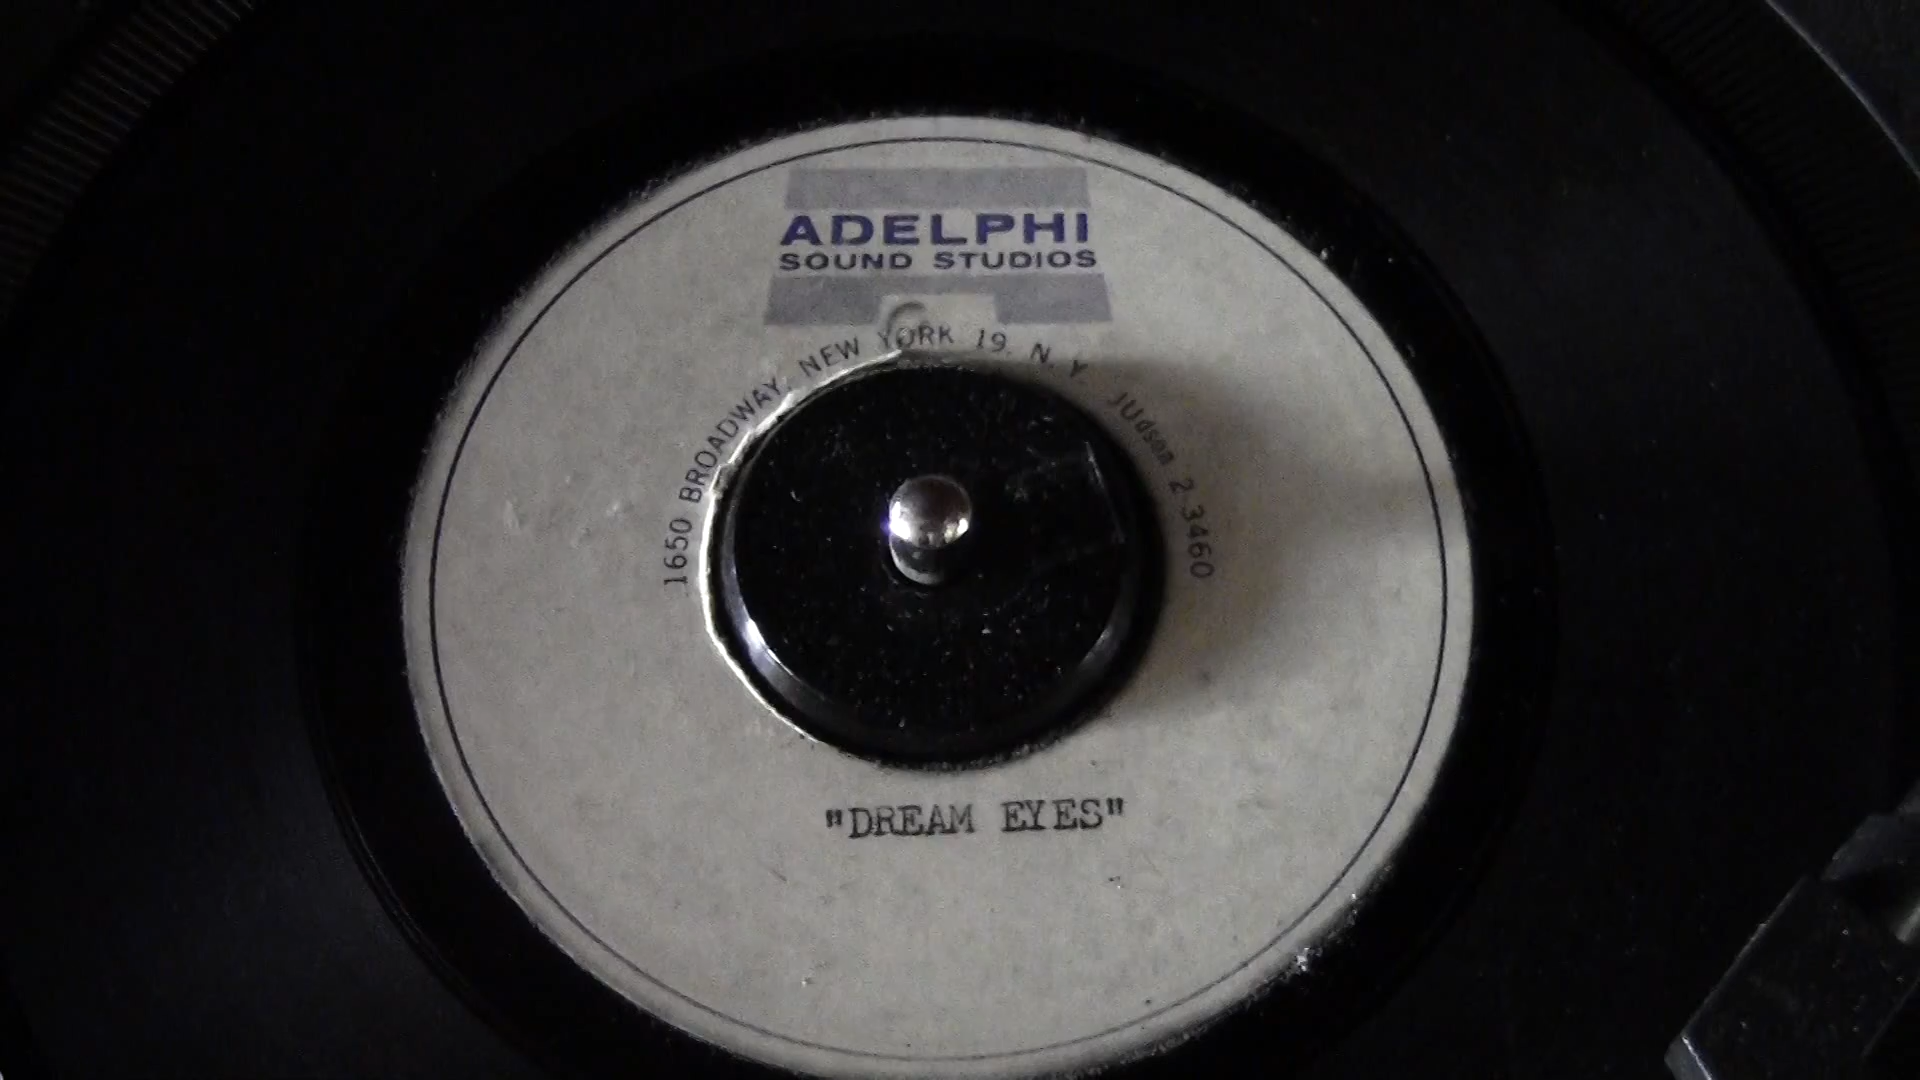 ADELPHI
SOUND STUDIOS
1650 BROADWAY, NEW YORK 19, N. Y. JUdson 2-3460
"DREAM EYES"